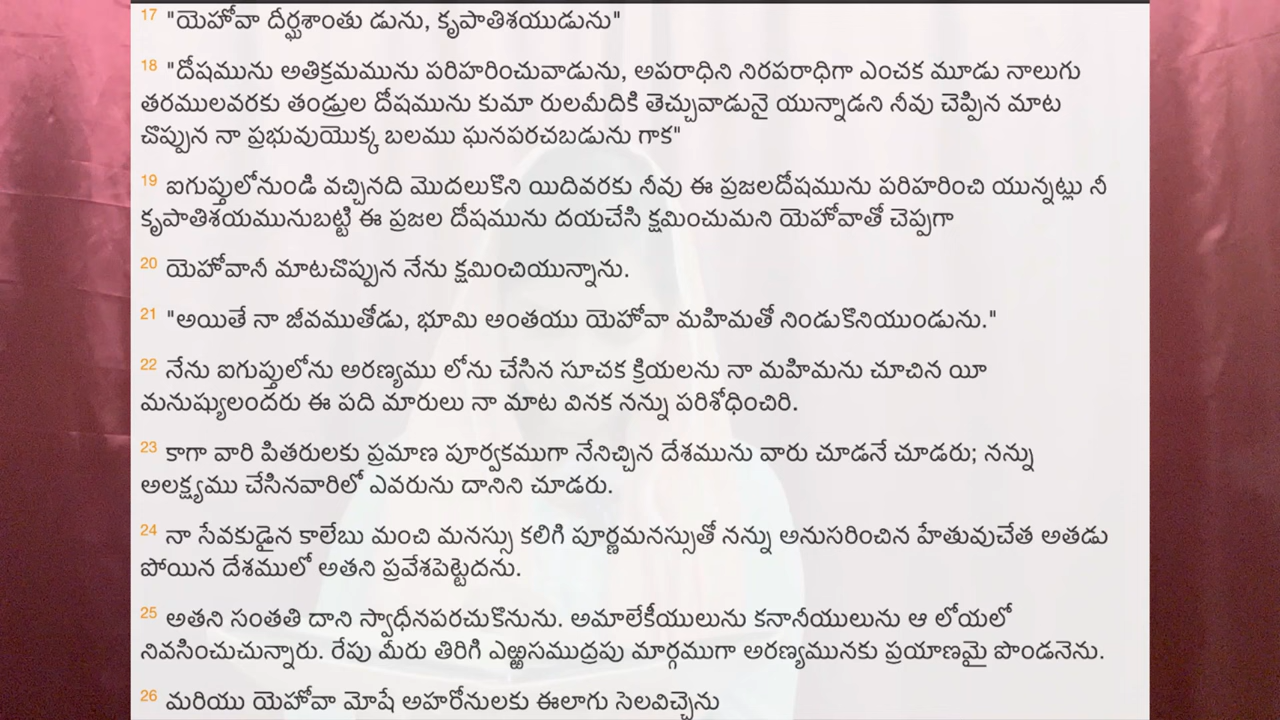 17 "యెహోవా దీర్ఘశాంతు డును, కృపాతిశయుడును"
18 "దోషమును అతిక్రమమును పరిహరించువాడును, అపరాధిని నిరపరాధిగా ఎంచక మూడు నాలుగు
తరములవరకు తండ్రుల దోషమును కుమా రులమీదికి తెచ్చువాడునై యున్నాడని నీవు చెప్పిన మాట
చొప్పున నా ప్రభువుయొక్క బలము ఘనపరచబడును గాక"
19 ఐగుప్తులోనుండి వచ్చినది మొదలుకొని యిదివరకు నీవు ఈ ప్రజలదోషమును పరిహరించి యున్నట్లు నీ
కృపాతిశయమునుబట్టి ఈ ప్రజల దోషమును దయచేసి క్షమించుమని యెహోవాతో చెప్పగా
20 యెహోవానీ మాటచొప్పున నేను క్షమించియున్నాను.
21 "అయితే నా జీవముతోడు, భూమి అంతయు యెహోవా మహిమతో నిండుకొనియుండును."
22 నేను ఐగుప్తులోను అరణ్యము లోను చేసిన సూచక క్రియలను నా మహిమను చూచిన యీ
మనుష్యులందరు ఈ పది మారులు నా మాట వినక నన్ను పరిశోధించిరి.
23 కాగా వారి పితరులకు ప్రమాణ పూర్వకముగా నేనిచ్చిన దేశమును వారు చూడనే చూడరు; నన్ను
అలక్ష్యము చేసినవారిలో ఎవరును దానిని చూడరు.
24 నా సేవకుడైన కాలేబు మంచి మనస్సు కలిగి పూర్ణమనస్సుతో నన్ను అనుసరించిన హేతువుచేత అతడు
పోయిన దేశములో అతని ప్రవేశపెట్టెదను.
25 అతని సంతతి దాని స్వాధీనపరచుకొనును. అమాలేకీయులును కనానీయులును ఆ లోయలో
నివసించుచున్నారు. రేపు మీరు తిరిగి ఎఱ్ఱసముద్రపు మార్గముగా అరణ్యమునకు ప్రయాణమై పొండనెను.
26 మరియు యెహోవా మోషే అహరోనులకు ఈలాగు సెలవిచ్చెను